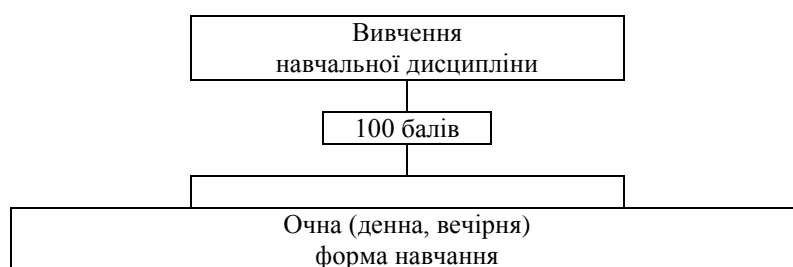 Вивчення
навчальної дисципліни
100 балів
Очна (денна, вечірня)
форма навчання